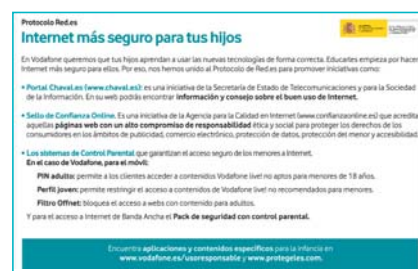 Protocolo Red.es
Internet más seguro para tus hijos
En Vodafone queremos que tus hijos aprendan a usar las nuevas tecnologías de forma correcta. Educarles empieza por hacer
Internet más seguro para ellos. Por eso, nos hemos unido al Protocolo de Red.es para promover iniciativas como:
• Portal Chaval.es (www.chaval.es): es una iniciativa de la Secretaría de Estado de Telecomunicaciones y para la Sociedad
de la Información. En su web podrás encontrar información y consejo sobre el buen uso de Internet.
• Sello de Confianza Online. Es una iniciativa de la Agencia para la Calidad en Internet (www.confianzaonline.es) que acredita
aquellas páginas web con un alto compromiso de responsabilidad ética y social para proteger los derechos de los
consumidores en los ámbitos de publicidad, comercio electrónico, protección de datos, protección del menor y accesibilidad.
• Los sistemas de Control Parental que garantizan el acceso seguro de los menores a Internet.
En el caso de Vodafone, para el móvil:
PIN adulto: permite a los clientes acceder a contenidos Vodafone live! no aptos para menores de 18 años.
Perfil joven: permite restringir el acceso a contenidos de Vodafone live! no recomendados para menores.
Filtro Offnet: bloquea el acceso a webs con contenido para adultos.
Y para el acceso a Internet de Banda Ancha el Pack de seguridad con control parental.
Encuentra aplicaciones y contenidos específicos para la infancia en
www.vodafone.es/usoresponsable y www.protegeles.com.